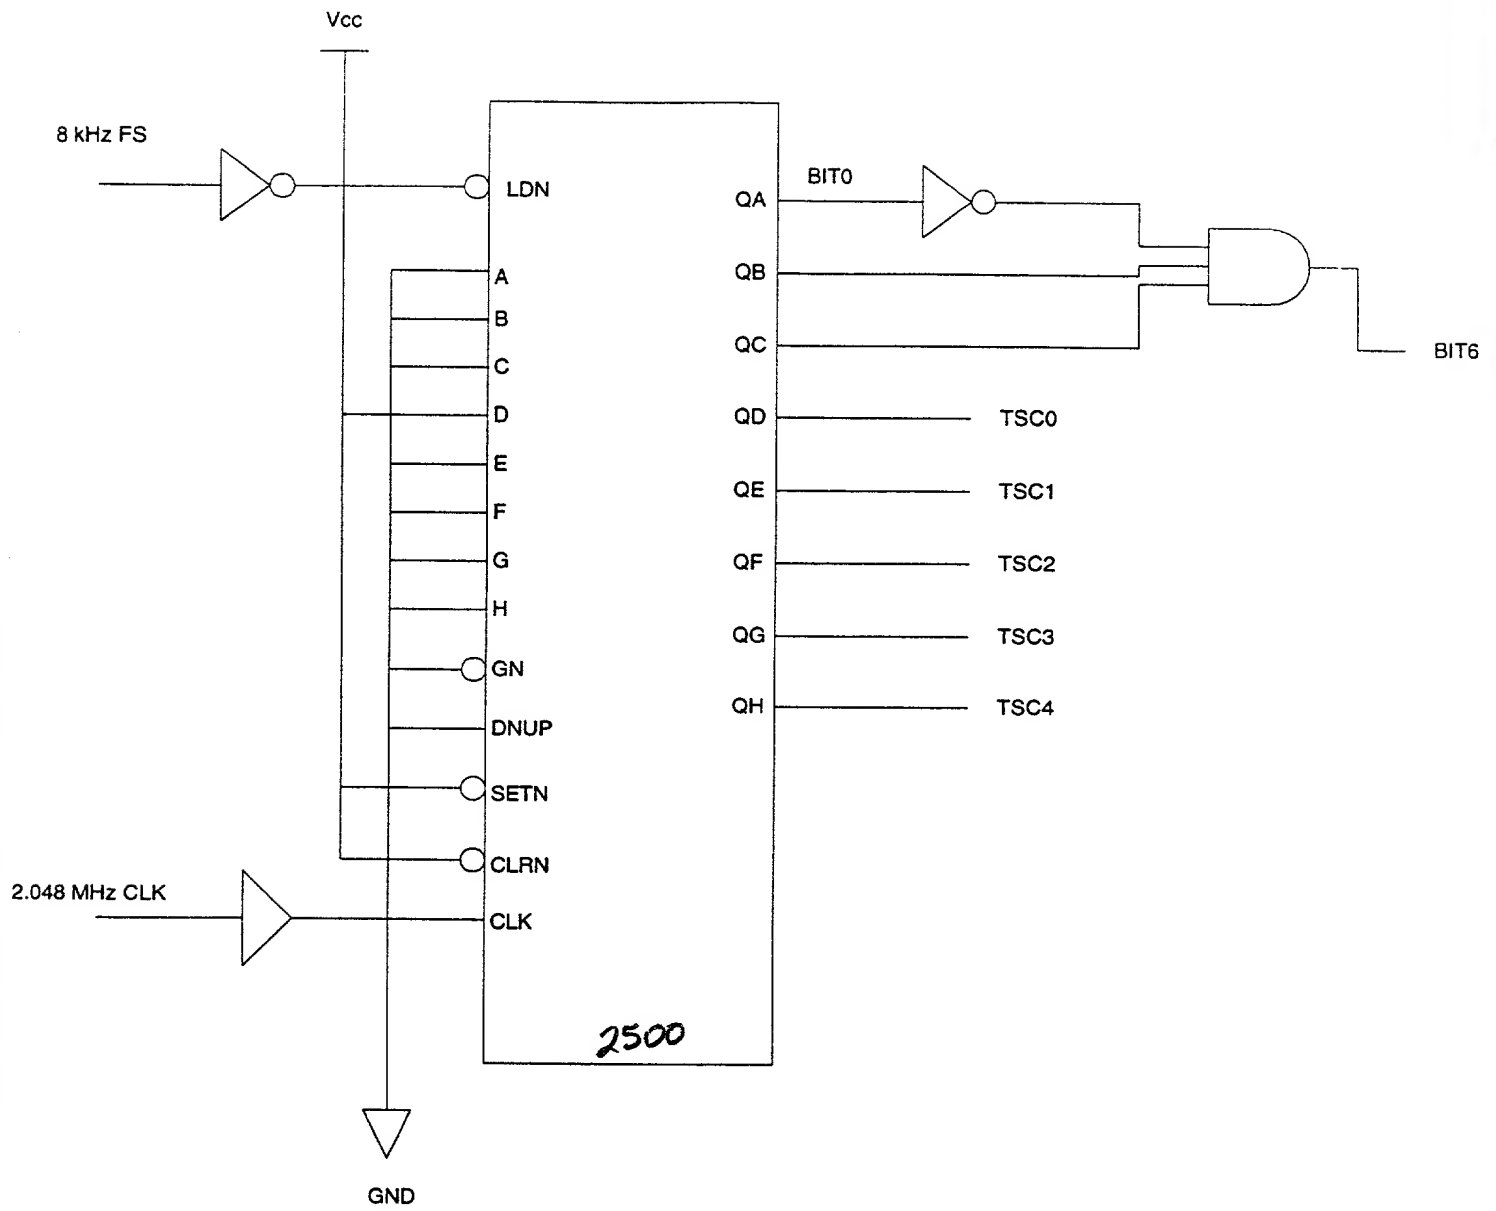 Vcc
8 kHz FS
LDN
A
B
C
D
E
F
G
H
GN
DNUP
SETN
CLRN
2.048 MHz CLK
CLK
QA
QB
QC
QD
QE
QF
QG
QH
BIT0
BIT6
TSC0
TSC1
TSC2
TSC3
TSC4
2500
GND